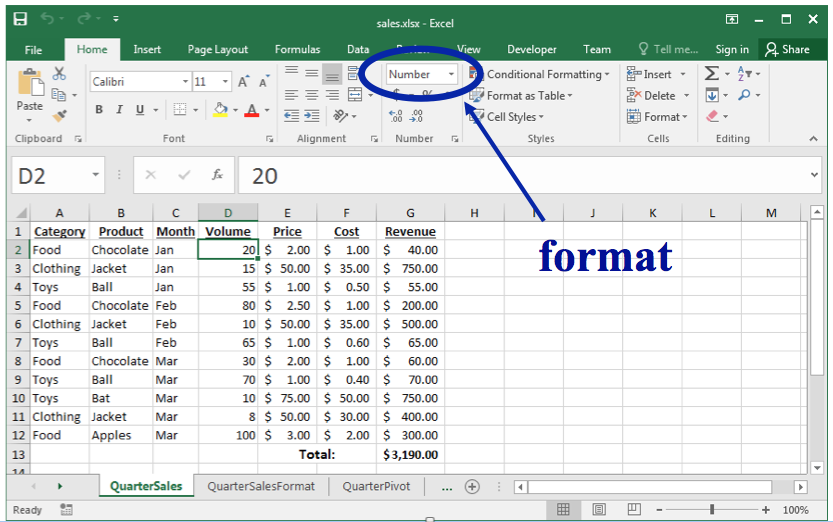 sales.xlsx - Excel
File Home Insert Page Layout Formulas Data Review View Developer Team Tell me... Sign in Share
Calibri 11 Number Conditional Formatting Insert
Paste B I U A $ % Format as Table Delete
Cell Styles Format
Clipboard Font Alignment Number Styles Cells Editing
D2 fx 20
A B C D E F G H I J K L M
1 Category Product Month Volume Price Cost Revenue
2 Food Chocolate Jan 20 $ 2.00 $ 1.00 $ 40.00
format
3 Clothing Jacket Jan 15 $ 50.00 $ 35.00 $ 750.00
4 Toys Ball Jan 55 $ 1.00 $ 0.50 $ 55.00
5 Food Chocolate Feb 80 $ 2.50 $ 1.00 $ 200.00
6 Clothing Jacket Feb 10 $ 50.00 $ 35.00 $ 500.00
7 Toys Ball Feb 65 $ 1.00 $ 0.60 $ 65.00
8 Food Chocolate Mar 30 $ 2.00 $ 1.00 $ 60.00
9 Toys Ball Mar 70 $ 1.00 $ 0.40 $ 70.00
10 Toys Bat Mar 10 $ 75.00 $ 50.00 $ 750.00
11 Clothing Jacket Mar 8 $ 50.00 $ 30.00 $ 400.00
12 Food Apples Mar 100 $ 3.00 $ 2.00 $ 300.00
13 Total: $ 3,190.00
14
QuarterSales QuarterSalesFormat QuarterPivot ...
Ready 100%